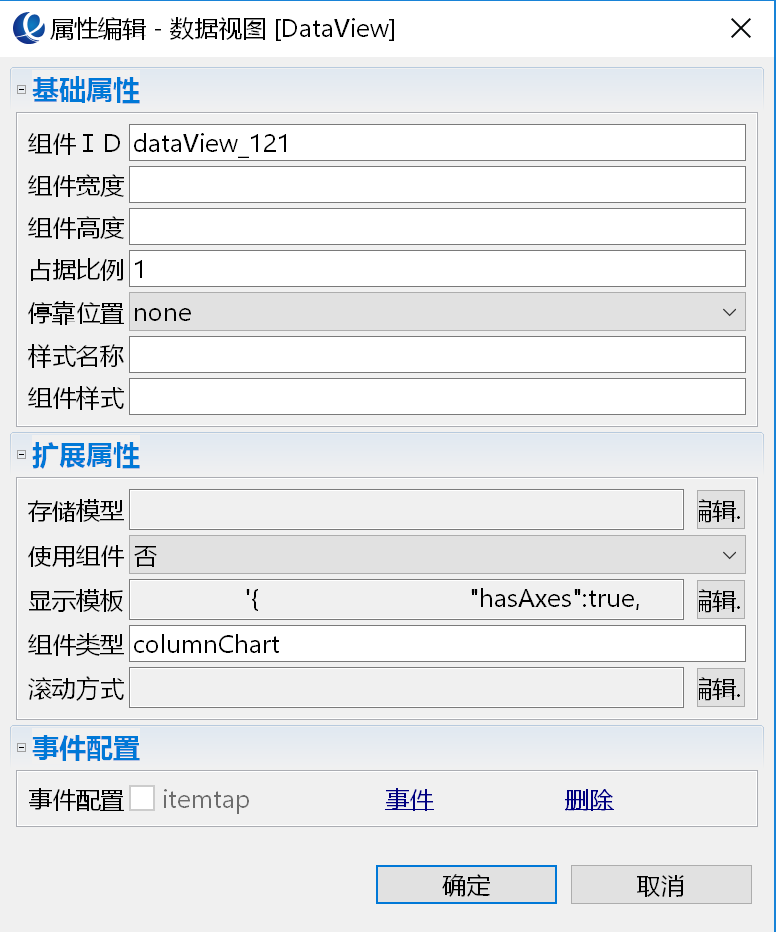 属性编辑 - 数据视图 [DataView]
基础属性
组件ＩＤ dataView_121
组件宽度
组件高度
占据比例 1
停靠位置 none
样式名称
组件样式
扩展属性
存储模型 编辑.
使用组件 否
显示模板 '{ "hasAxes":true, 编辑.
组件类型 columnChart
滚动方式 编辑.
事件配置
事件配置 itemtap 事件 删除
确定 取消